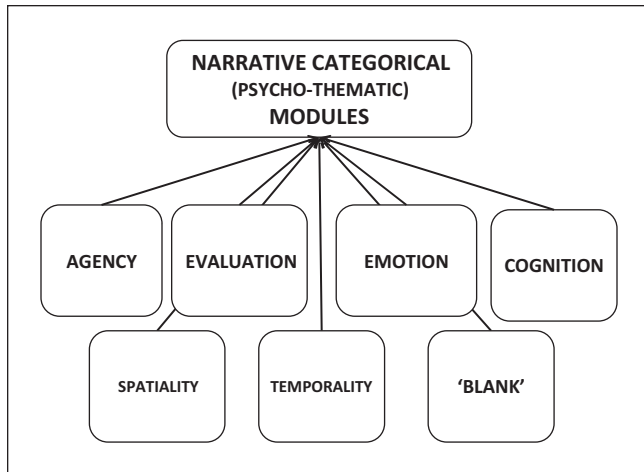 NARRATIVE CATEGORICAL
(PSYCHO-THEMATIC)
MODULES
AGENCY
EVALUATION
EMOTION
COGNITION
SPATIALITY
TEMPORALITY
‘BLANK’